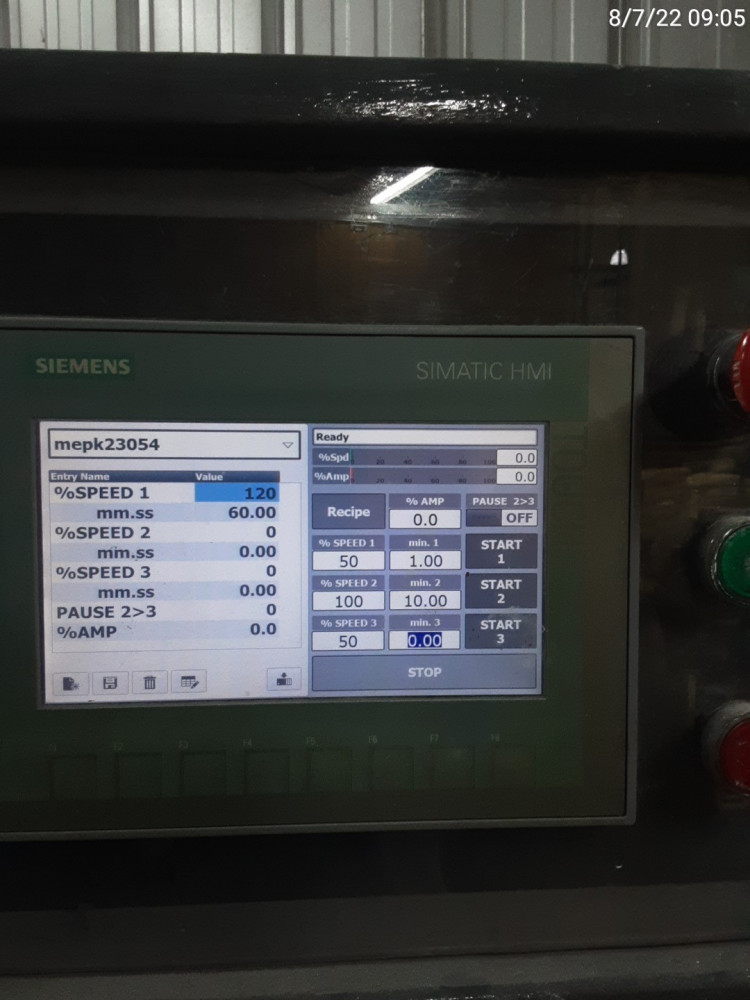 8/7/22 09:05
SIEMENS
SIMATIC HMI
mepk23054
Entry Name Value
%SPEED 1 120
mm.ss 60.00
%SPEED 2 0
mm.ss 0.00
%SPEED 3 0
mm.ss 0.00
PAUSE 2>3 0
%AMP 0.0
Ready
%Spd 0.0
%Amp 0.0
Recipe
% AMP
0.0
PAUSE 2>3
OFF
% SPEED 1
50
min. 1
1.00
START
1
% SPEED 2
100
min. 2
10.00
START
2
% SPEED 3
50
min. 3
0.00
START
3
STOP